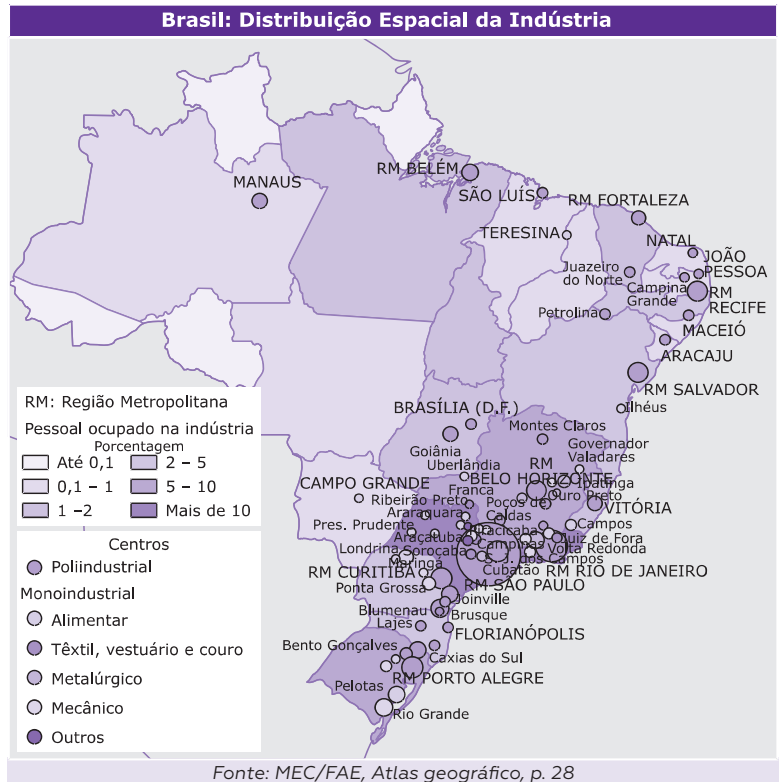 Brasil: Distribuição Espacial da Indústria
RM BELÉM
MANAUS
SÃO LUÍS
RM FORTALEZA
TERESINA
NATAL
JOÃO
PESSOA
Juazeiro
do Norte
Campina
Grande
RM
RECIFE
Petrolina
MACEIÓ
ARACAJU
RM SALVADOR
Ilhéus
BRASÍLIA (D.F.)
Montes Claros
Goiânia
Governador
Valadares
Uberlândia
RM
BELO HORIZONTE
Ipatinga
CAMPO GRANDE
Franca
Ouro Preto
Ribeirão Preto
Poços de
Caldas
VITÓRIA
Araraquara
Pres. Prudente
Piracicaba
Campos
Araçatuba
Campinas
Juiz de Fora
Londrina
Sorocaba
Volta Redonda
Maringá
S.J. dos Campos
Cubatão
RM RIO DE JANEIRO
RM CURITIBA
RM SÃO PAULO
Ponta Grossa
Joinville
Blumenau
Brusque
Lajes
FLORIANÓPOLIS
Bento Gonçalves
Caxias do Sul
RM PORTO ALEGRE
Pelotas
Rio Grande
RM: Região Metropolitana
Pessoal ocupado na indústria
Porcentagem
Até 0,1
2 – 5
0,1 – 1
5 – 10
1 –2
Mais de 10
Centros
Poliindustrial
Monoindustrial
Alimentar
Têxtil, vestuário e couro
Metalúrgico
Mecânico
Outros
Fonte: MEC/FAE, Atlas geográfico, p. 28